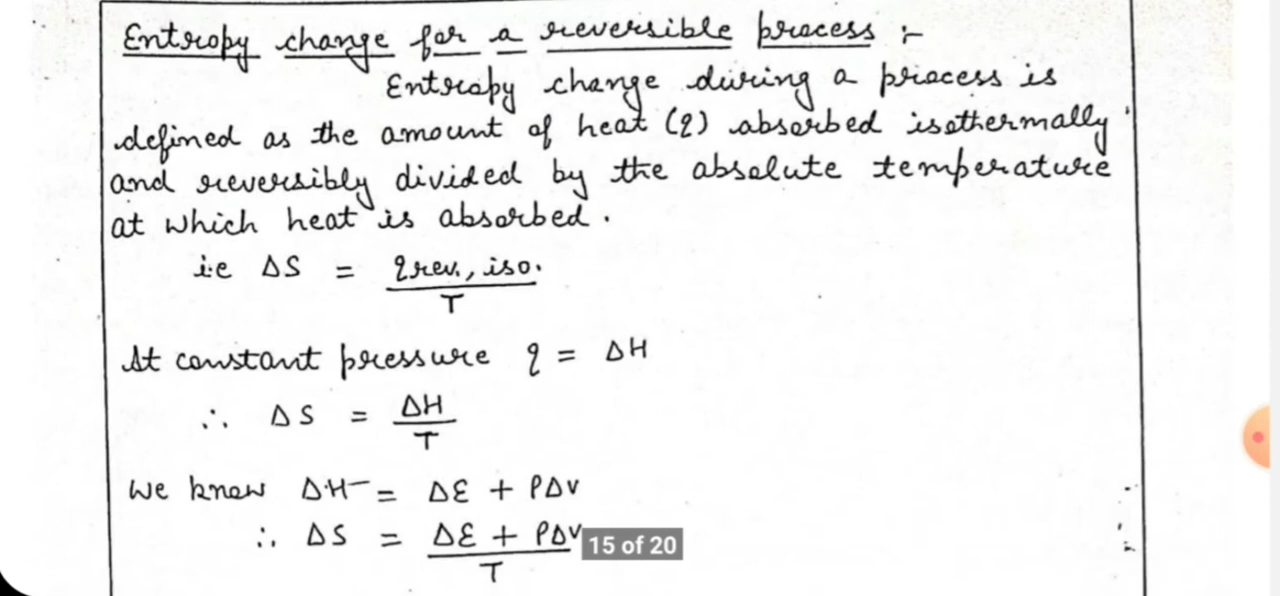 Entropy change for a reversible process :-
Entropy change during a process is
defined as the amount of heat (q) absorbed isothermally
and reversibly divided by the absolute temperature
at which heat is absorbed.
i.e ΔS = qrev., iso. / T
At constant pressure q = ΔH
∴ ΔS = ΔH / T
We know ΔH = ΔE + PΔV
∴ ΔS = ΔE + PΔV / T
15 of 20